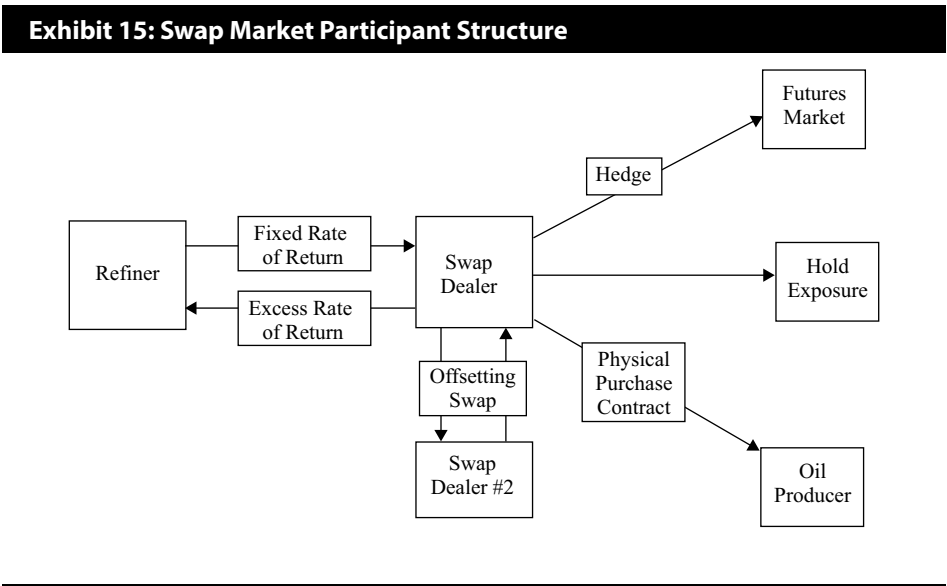 Exhibit 15: Swap Market Participant Structure
Futures
Market
Hedge
Fixed Rate
of Return
Refiner
Swap
Dealer
Hold
Exposure
Excess Rate
of Return
Physical
Purchase
Contract
Offsetting
Swap
Swap
Dealer #2
Oil
Producer